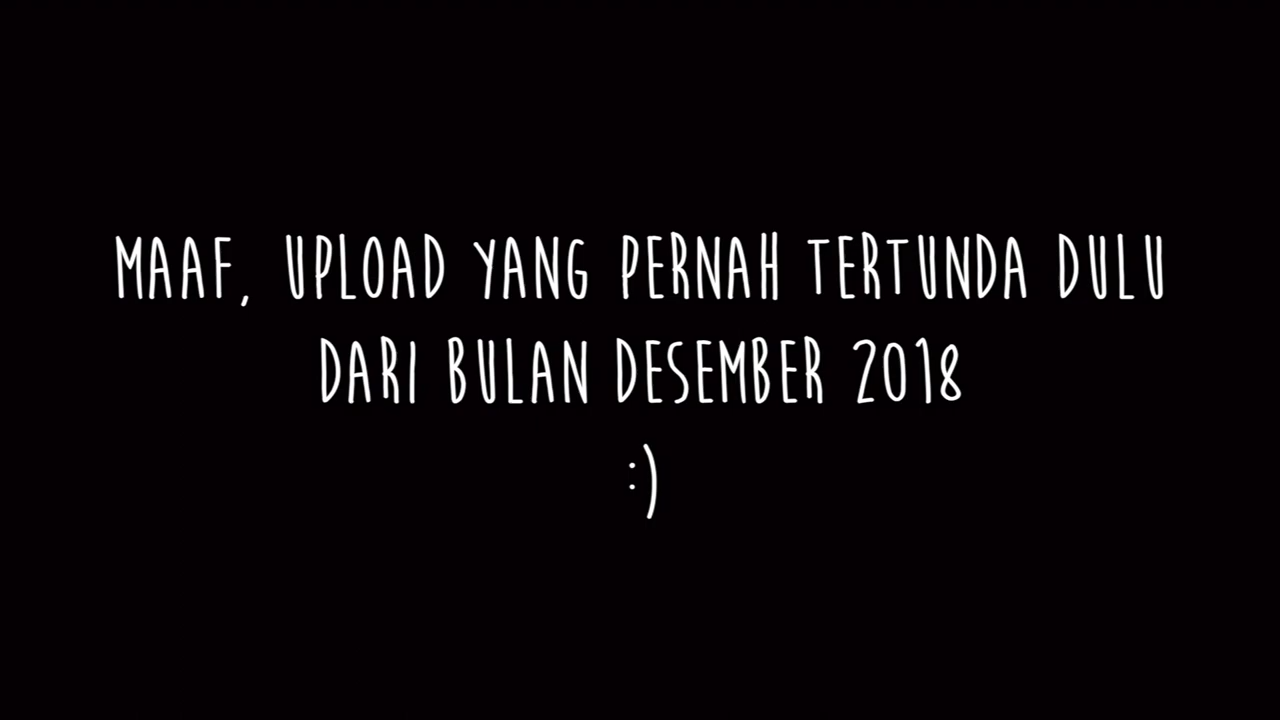 MAAF, UPLOAD YANG PERNAH TERTUNDA DULU
DARI BULAN DESEMBER 2018
:)